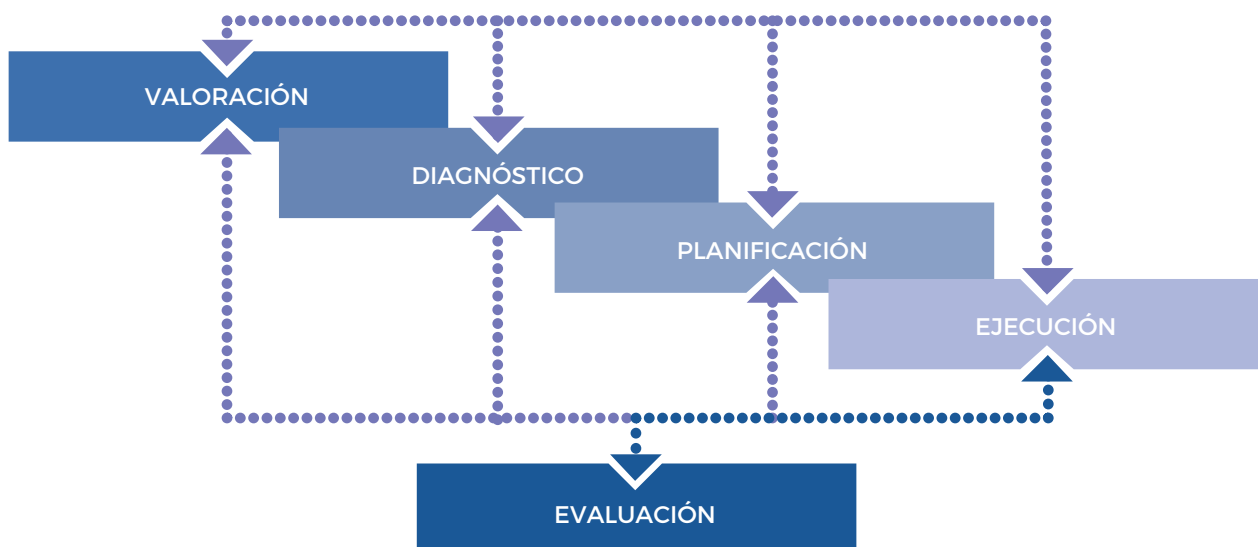 VALORACIÓN
DIAGNÓSTICO
PLANIFICACIÓN
EJECUCIÓN
EVALUACIÓN